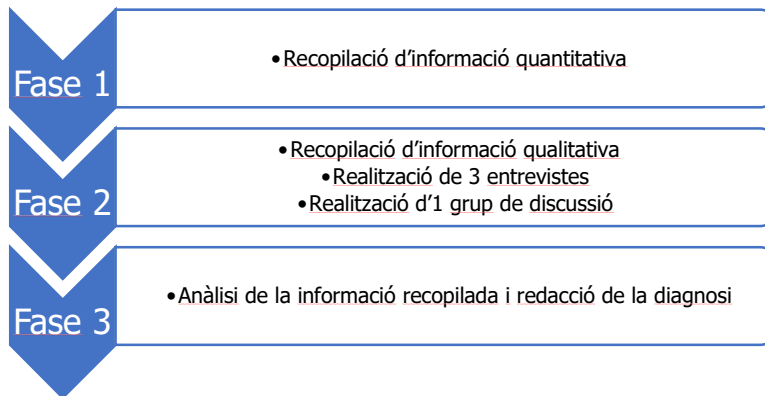 Fase 1
•Recopilació d’informació quantitativa
Fase 2
•Recopilació d’informació qualitativa
•Realització de 3 entrevistes
•Realització d’1 grup de discussió
Fase 3
•Anàlisi de la informació recopilada i redacció de la diagnosi